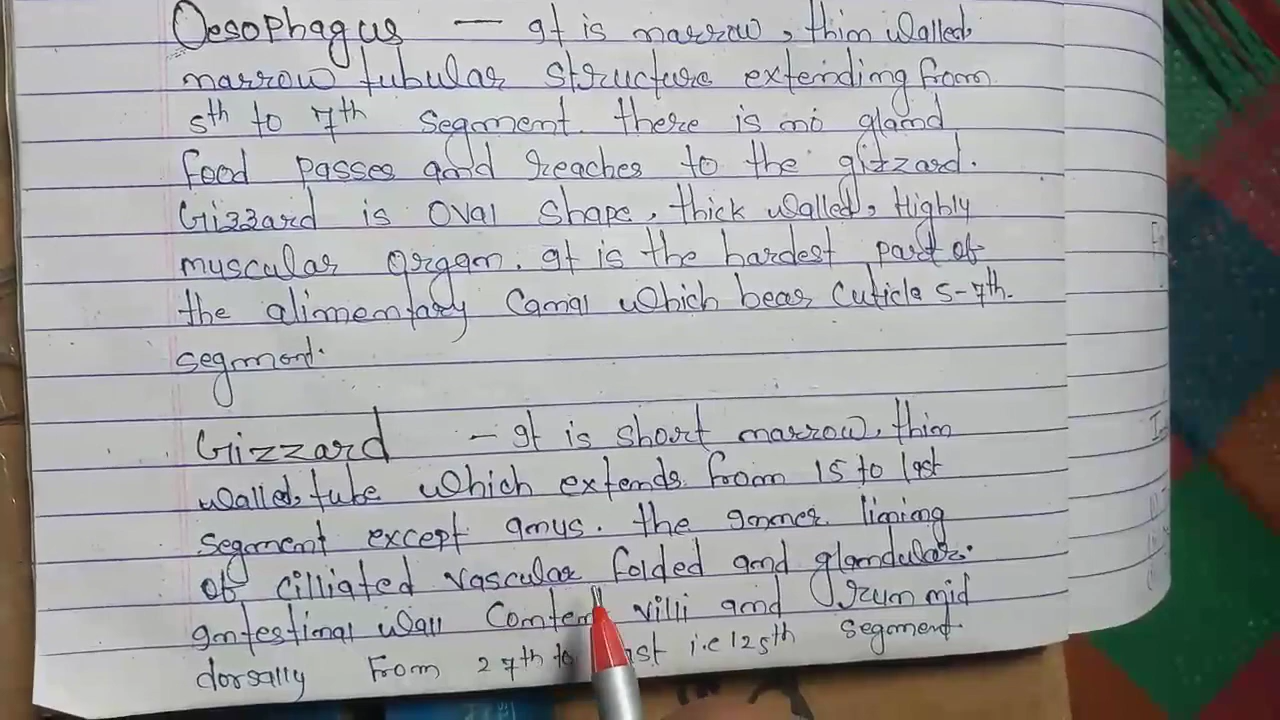 Oesophagus — It is narrow, thin walled,
narrow tubular structure extending from
5th to 7th segment. there is no gland
food passes and reaches to the gizzard.
Gizzard is oval shape, thick walled, Highly
muscular organ. It is the hardest part of
the alimentary canal which bear cuticle 5-7th.
segment.
Gizzard - It is short narrow, thin
walled, tube which extends from 15 to last
segment except anus. the inner lining
of cilliated vascular folded and glandular.
intestinal wall villi and run mid
dorsally from 27th to i.e 125th segment.